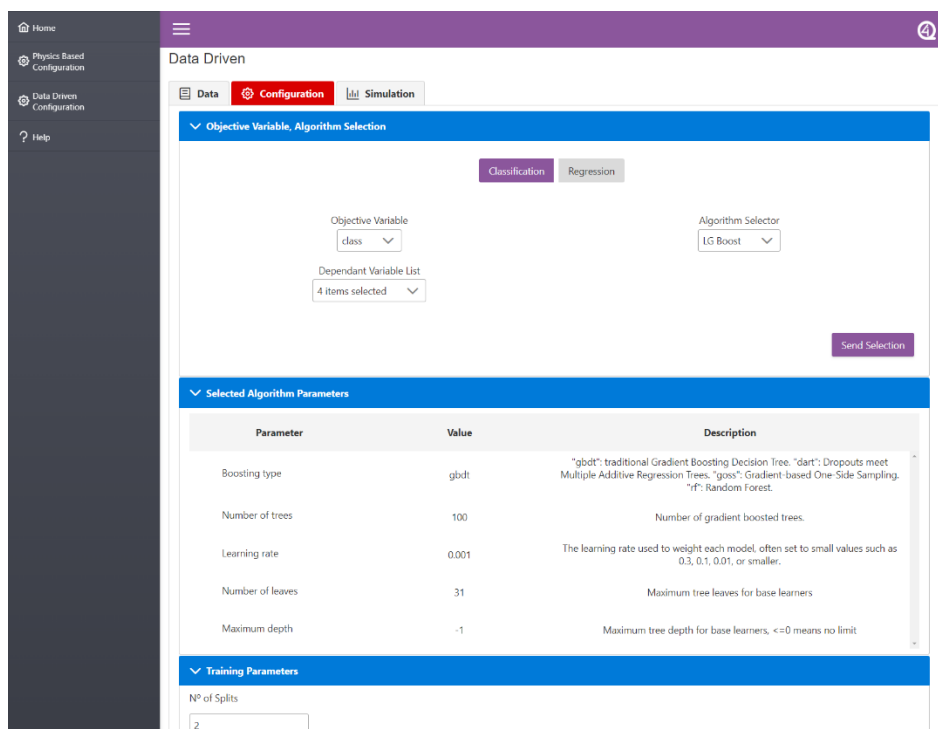 Home
Physics Based
Configuration
Data Driven
Configuration
Help
Q4
Data Driven
Data
Configuration
Simulation
Objective Variable, Algorithm Selection
Classification
Regression
Objective Variable
class
Algorithm Selector
LG Boost
Dependant Variable List
4 items selected
Send Selection
Selected Algorithm Parameters
Parameter Value Description
Boosting type gbdt "gbdt": traditional Gradient Boosting Decision Tree. "dart": Dropouts meet
Multiple Additive Regression Trees. "goss": Gradient-based One-Side Sampling.
"rf": Random Forest.
Number of trees 100 Number of gradient boosted trees.
Learning rate 0.001 The learning rate used to weight each model, often set to small values such as
0.3, 0.1, 0.01, or smaller.
Number of leaves 31 Maximum tree leaves for base learners
Maximum depth -1 Maximum tree depth for base learners, <=0 means no limit
Training Parameters
Nº of Splits
2